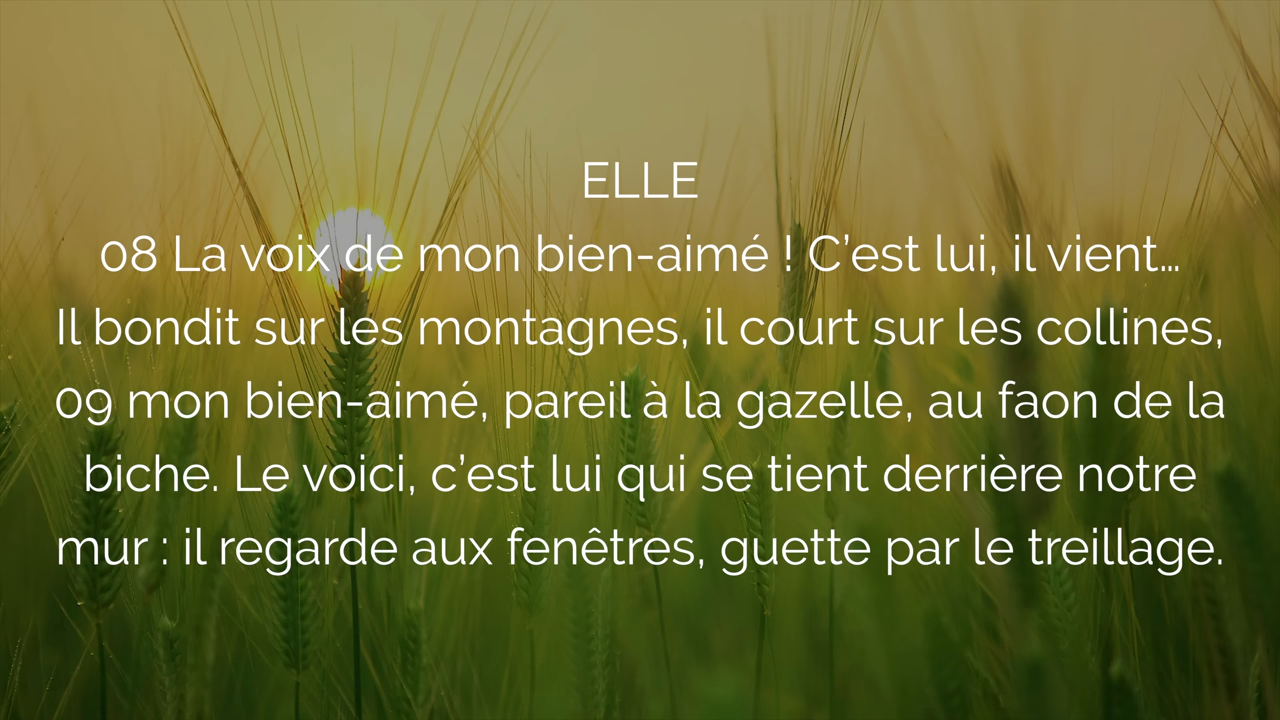 ELLE
08 La voix de mon bien-aimé ! C’est lui, il vient…
Il bondit sur les montagnes, il court sur les collines,
09 mon bien-aimé, pareil à la gazelle, au faon de la
biche. Le voici, c’est lui qui se tient derrière notre
mur : il regarde aux fenêtres, guette par le treillage.